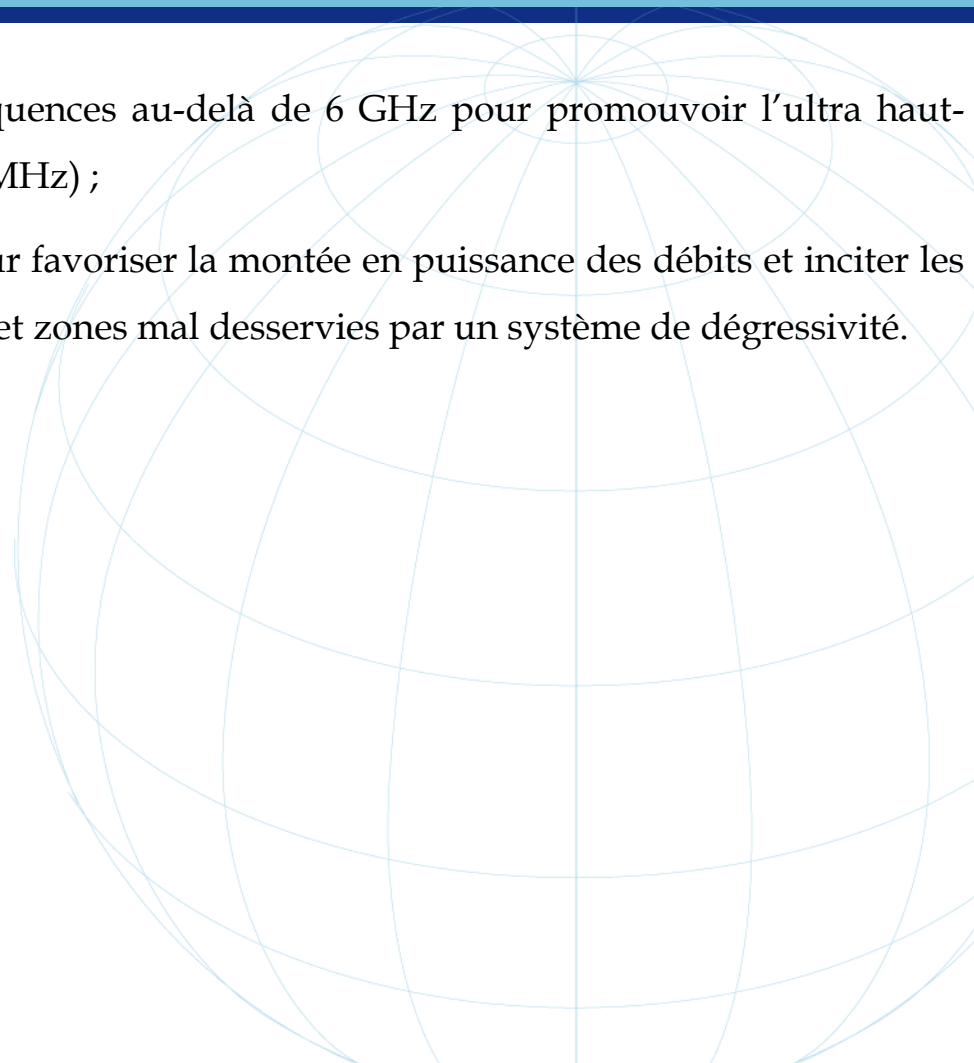 quences au-delà de 6 GHz pour promouvoir l’ultra haut-
MHz) ;
ur favoriser la montée en puissance des débits et inciter les
et zones mal desservies par un système de dégressivité.